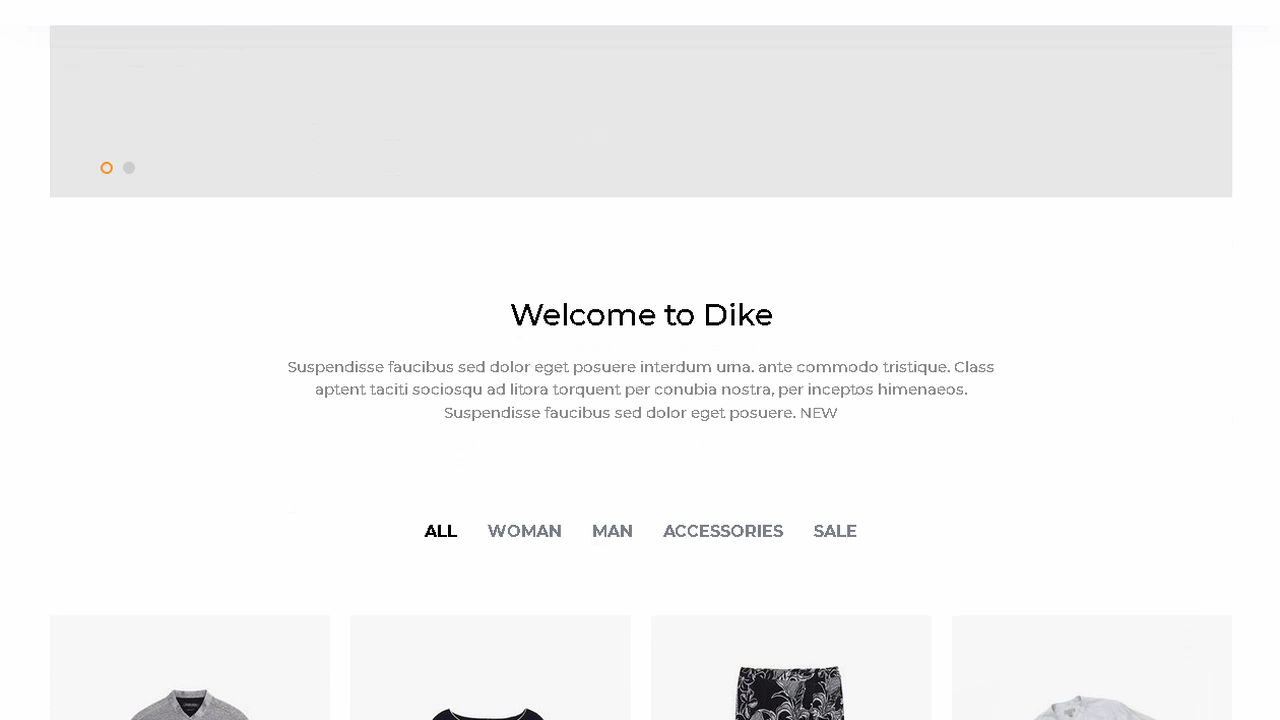 Welcome to Dike
Suspendisse faucibus sed dolor eget posuere interdum urna. ante commodo tristique. Class
aptent taciti sociosqu ad litora torquent per conubia nostra, per inceptos himenaeos.
Suspendisse faucibus sed dolor eget posuere. NEW
ALL WOMAN MAN ACCESSORIES SALE